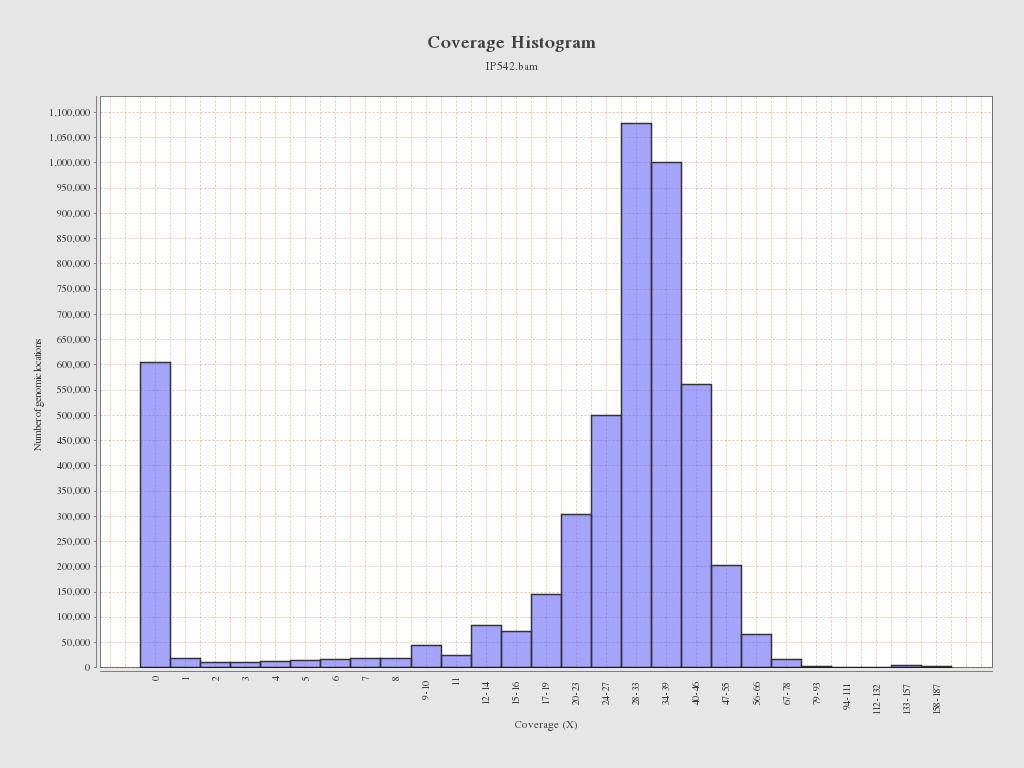 Coverage Histogram
IP542.bam
1,100,000
1,050,000
1,000,000
950,000
900,000
850,000
800,000
750,000
700,000
650,000
600,000
550,000
500,000
450,000
400,000
350,000
300,000
250,000
200,000
150,000
100,000
50,000
0
Number of genomic locations
0
1
2
3
4
5
6
7
8
9 - 10
11
12 - 14
15 - 16
17 - 19
20 - 23
24 - 27
28 - 33
34 - 39
40 - 46
47 - 55
56 - 66
67 - 78
79 - 93
94 - 111
112 - 132
133 - 157
158 - 187
Coverage (X)